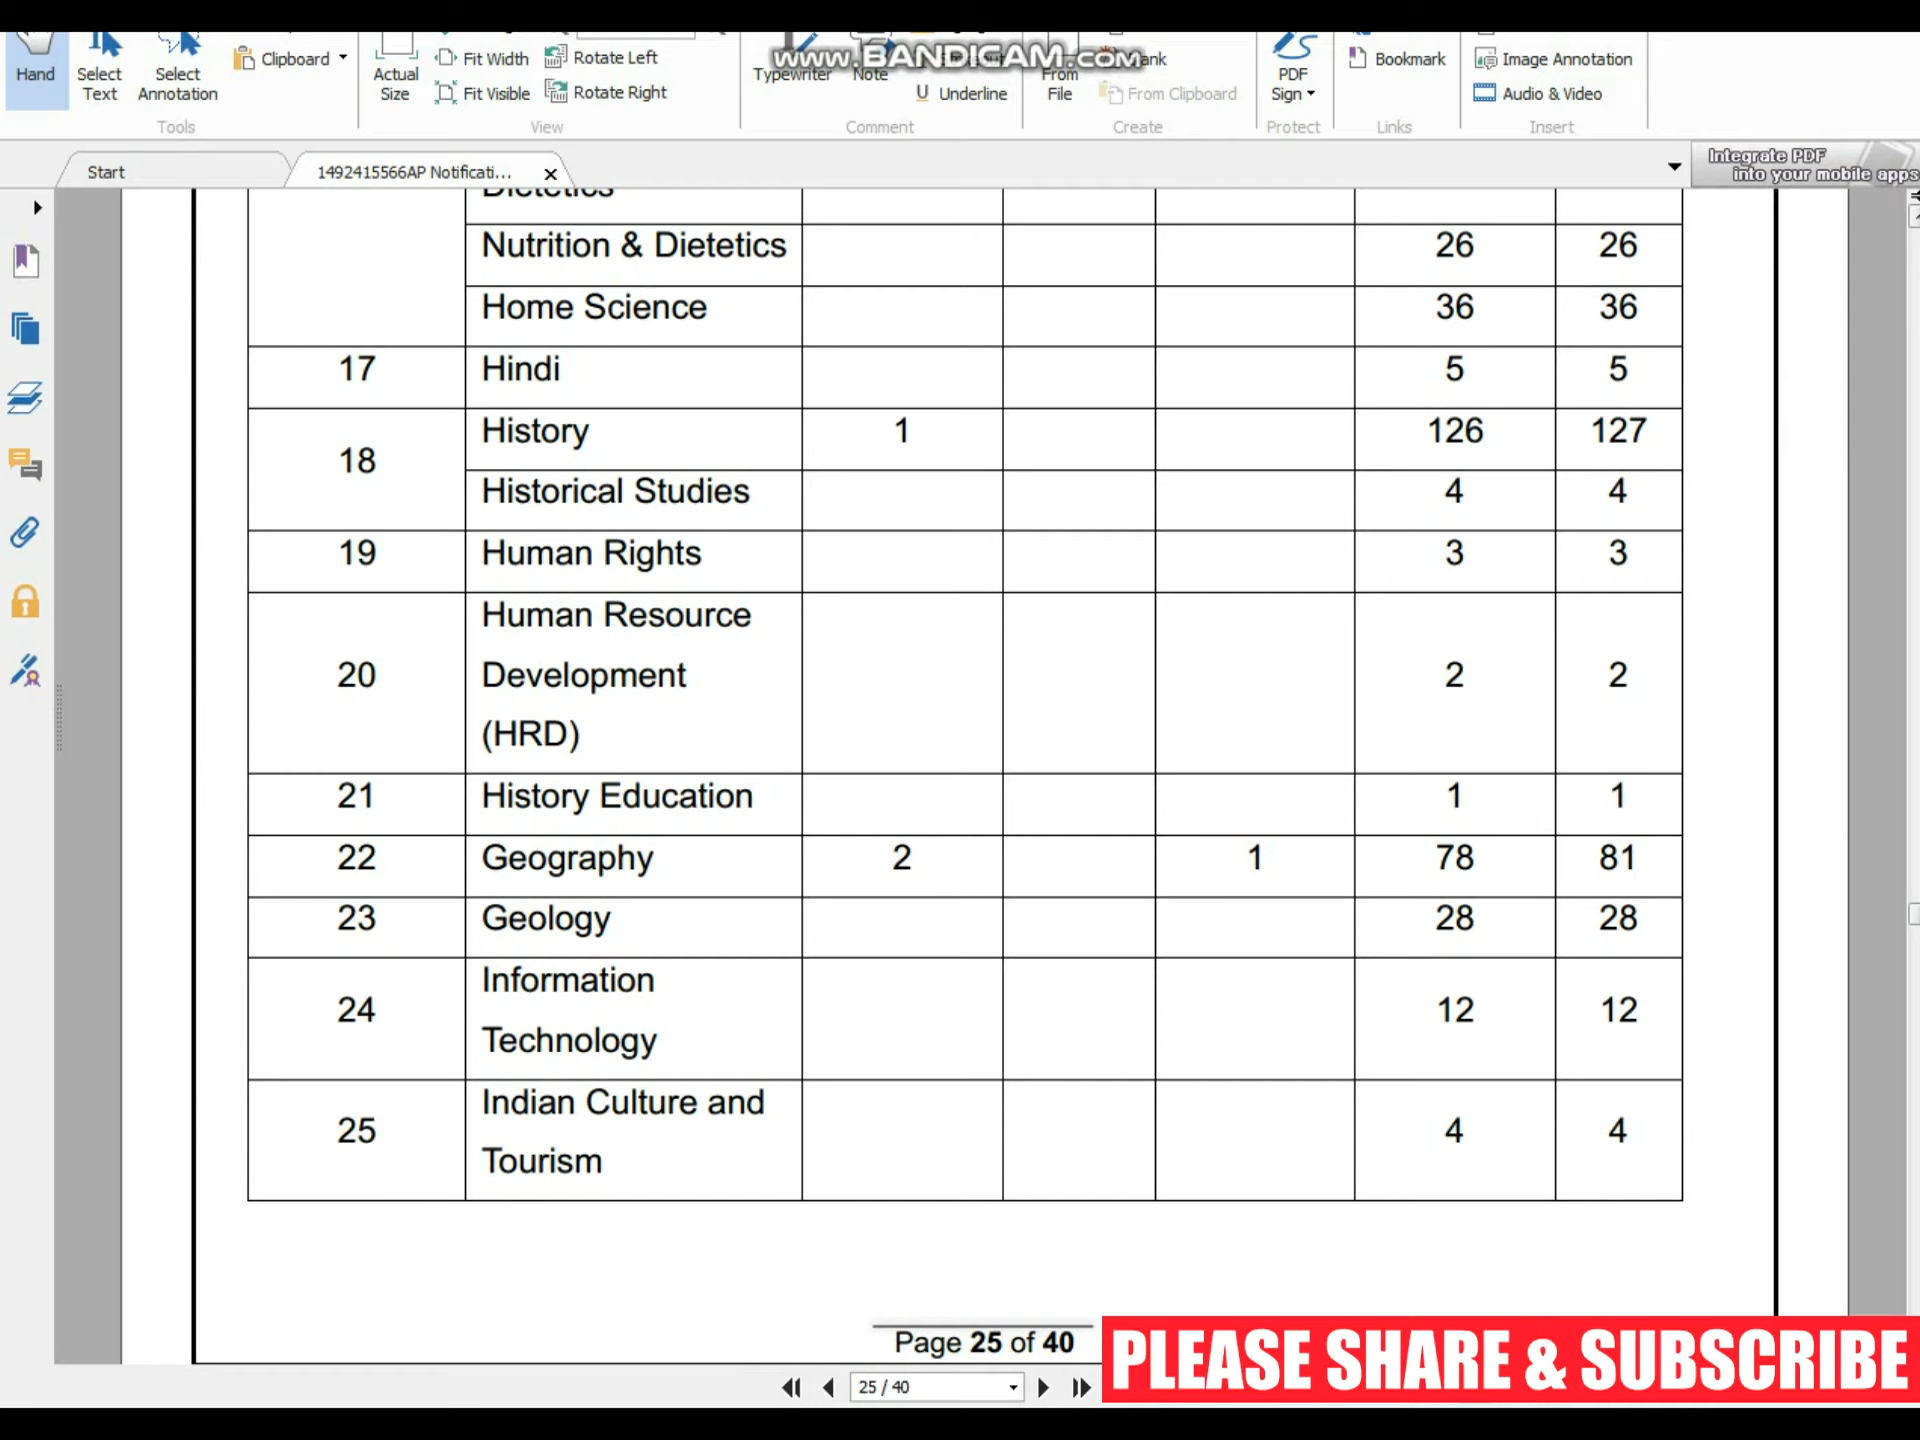 www.BANDICAM.com
Hand
Select
Text
Select
Annotation
Clipboard
Actual
Size
Fit Width
Fit Visible
Rotate Left
Rotate Right
Typewriter
Note
Underline
From
File
From Clipboard
PDF
Sign
Bookmark
Image Annotation
Audio & Video
Tools
View
Comment
Create
Protect
Links
Insert
Start
1492415566AP Notificati...
Integrate PDF
into your mobile apps
Dietetics
Nutrition & Dietetics 26 26
Home Science 36 36
17 Hindi 5 5
18 History 1 126 127
Historical Studies 4 4
19 Human Rights 3 3
Human Resource
20 Development 2 2
(HRD)
21 History Education 1 1
22 Geography 2 1 78 81
23 Geology 28 28
Information
24 12 12
Technology
Indian Culture and
25 4 4
Tourism
Page 25 of 40
25 / 40
PLEASE SHARE & SUBSCRIBE